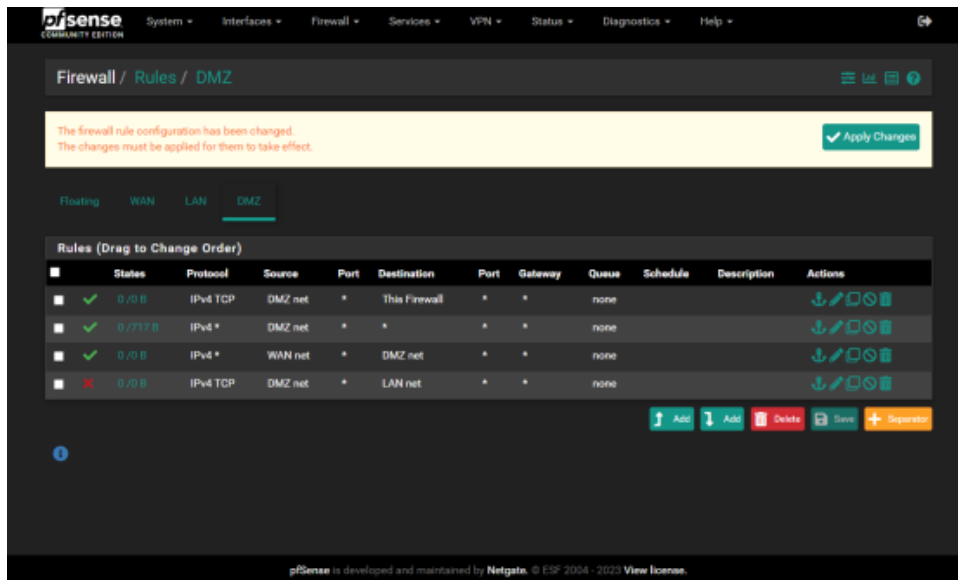 pfsense
COMMUNITY EDITION
System Interfaces Firewall Services VPN Status Diagnostics Help
Firewall / Rules / DMZ
The firewall rule configuration has been changed.
The changes must be applied for them to take effect.
Apply Changes
Floating WAN LAN DMZ
Rules (Drag to Change Order)
States Protocol Source Port Destination Port Gateway Queue Schedule Description Actions
0 /0 B IPv4 TCP DMZ net * This Firewall * * none
0 /717 B IPv4 * DMZ net * * * * none
0 /0 B IPv4 * WAN net * DMZ net * * none
0 /0 B IPv4 TCP DMZ net * LAN net * * none
Add Add Delete Save Separator
pfSense is developed and maintained by Netgate. © ESF 2004 - 2023 View license.